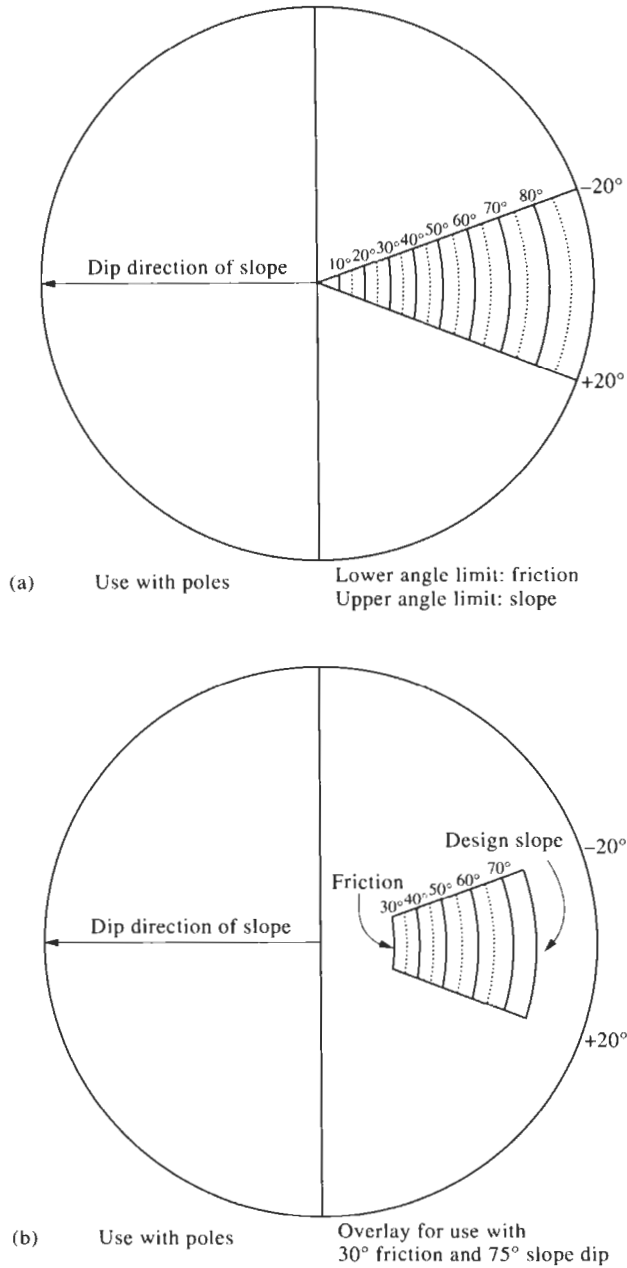 –20°
10° 20° 30° 40° 50° 60° 70° 80°
Dip direction of slope
+20°
(a) Use with poles
Lower angle limit: friction
Upper angle limit: slope
–20°
Design slope
Friction
30° 40° 50° 60° 70°
Dip direction of slope
+20°
(b) Use with poles
Overlay for use with
30° friction and 75° slope dip